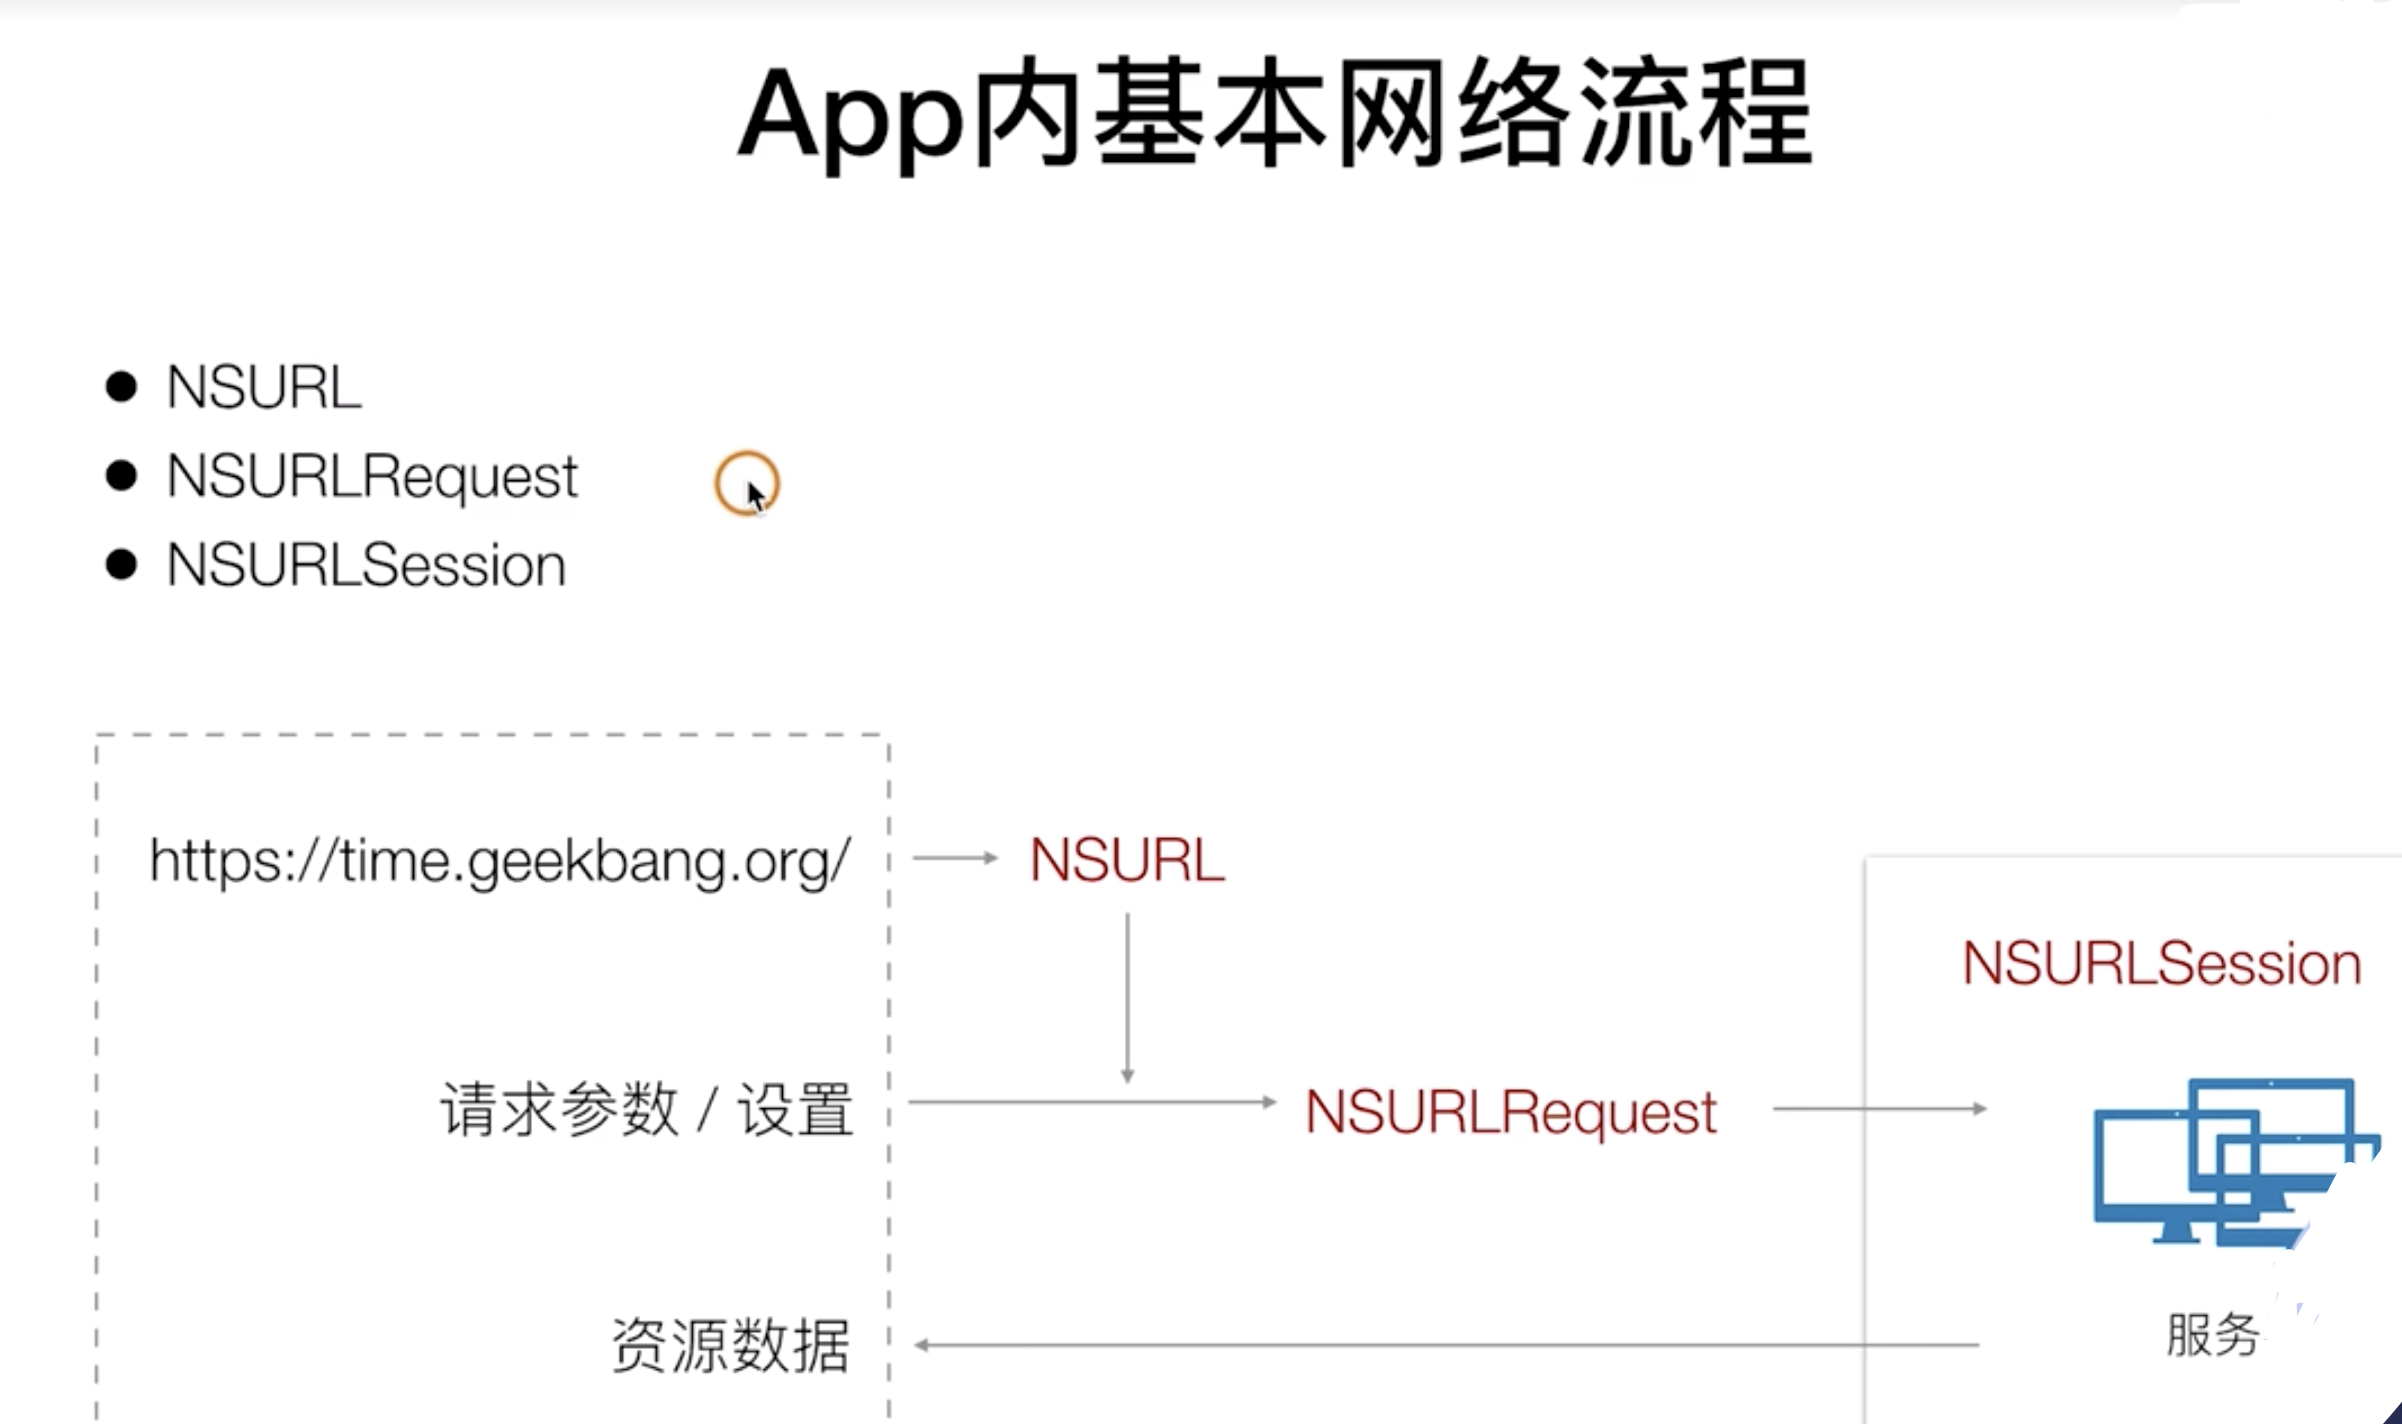 App内基本网络流程
NSURL
NSURLRequest
NSURLSession
https://time.geekbang.org/
NSURL
NSURLSession
请求参数 / 设置
NSURLRequest
资源数据
服务